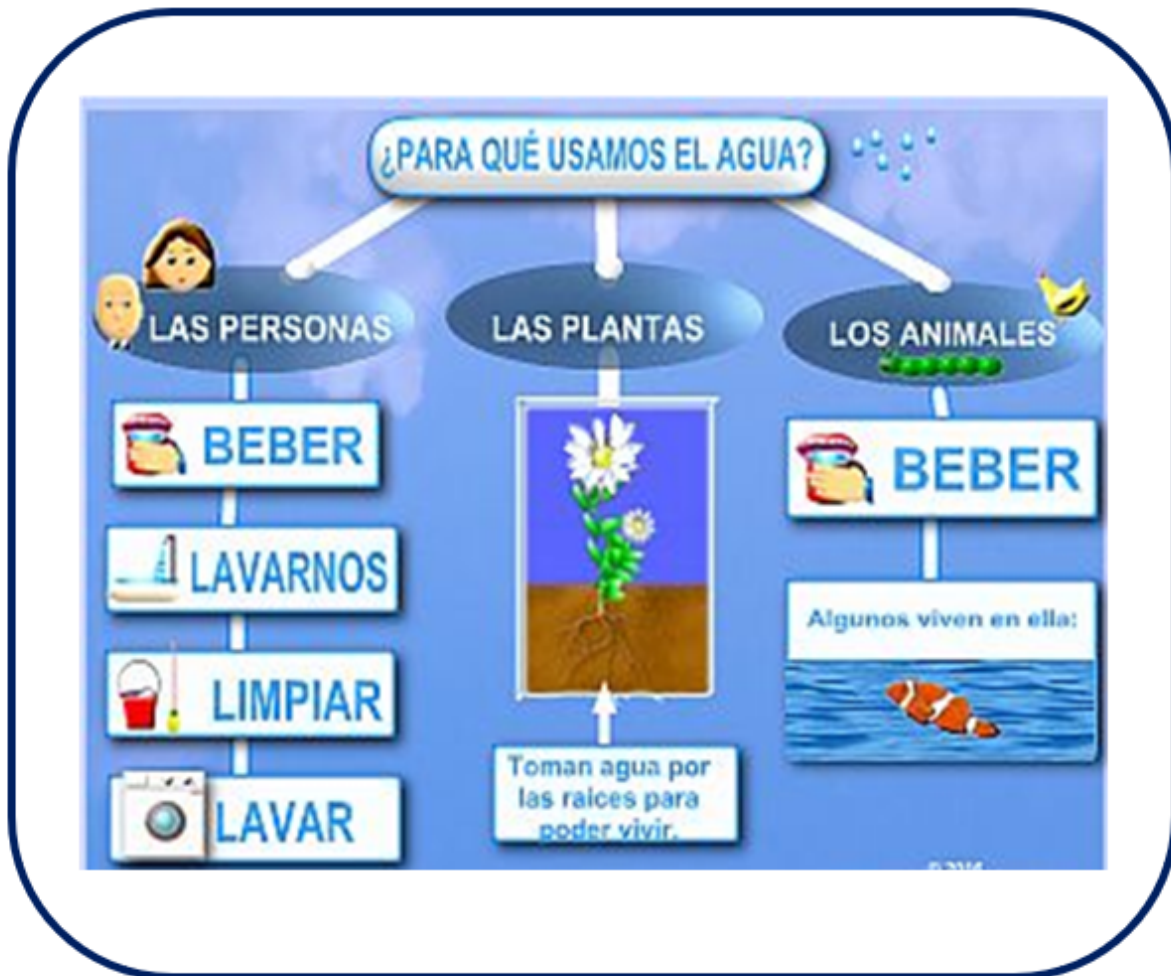 ¿PARA QUÉ USAMOS EL AGUA?
LAS PERSONAS
BEBER
LAVARNOS
LIMPIAR
LAVAR
LAS PLANTAS
Toman agua por
las raices para
poder vivir.
LOS ANIMALES
BEBER
Algunos viven en ella: